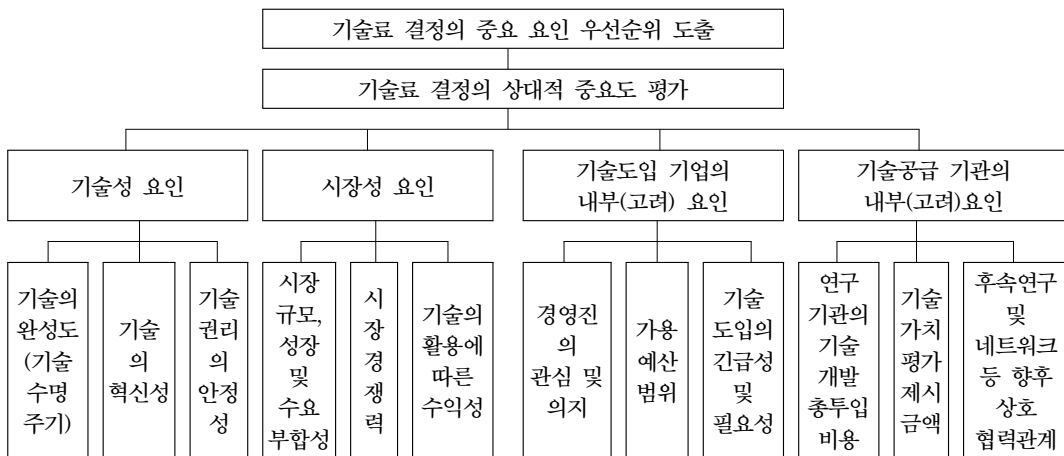 기술료 결정의 중요 요인 우선순위 도출
기술료 결정의 상대적 중요도 평가
기술성 요인
시장성 요인
기술도입 기업의
내부(고려) 요인
기술공급 기관의
내부(고려)요인
기술의
완성도
(기술
수명
주기)
기술
의
혁신성
기술
권리
의
안정
성
시장
규모,
성장
및
수요
부합성
시
장
경
쟁
력
기술의
활용에
따른
수익성
경영진
의
관심 및
의지
가용
예산
범위
기술
도입의
긴급성
및
필요성
연구
기관의
기술
개발
총투입
비용
기술
가치
평가
제시
금액
후속연구
및
네트워크
등 향후
상호
협력관계